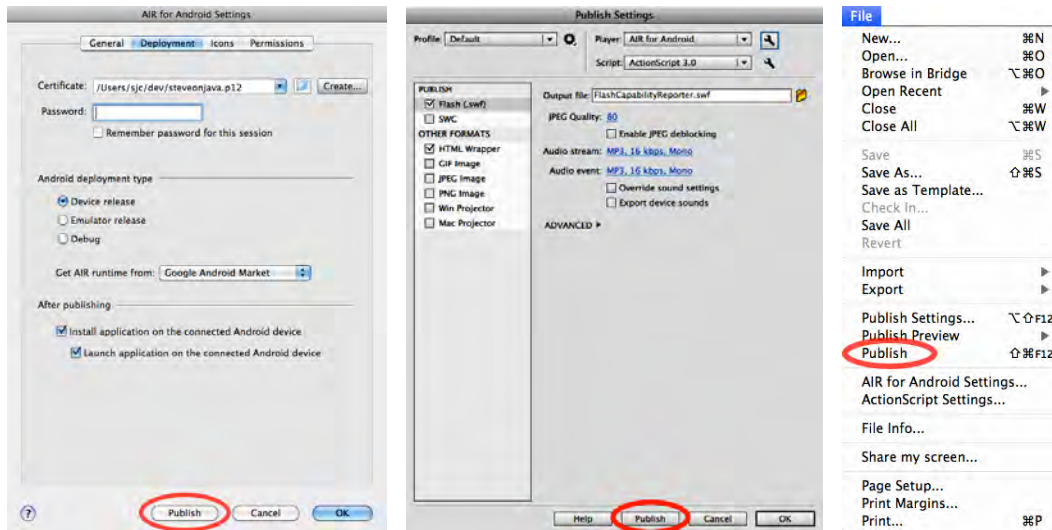 AIR for Android Settings
General Deployment Icons Permissions
Certificate: /Users/sjc/dev/steveonjava.p12 Create...
Password:
Remember password for this session
Android deployment type
Device release
Emulator release
Debug
Get AIR runtime from: Google Android Market
After publishing
Install application on the connected Android device
Launch application on the connected Android device
? Publish Cancel OK
Publish Settings
Profile: Default Player: AIR for Android
Script: ActionScript 3.0
PUBLISH
Flash (.swf)
SWC
OTHER FORMATS
HTML Wrapper
GIF Image
JPEG Image
PNG Image
Win Projector
Mac Projector
Output file: FlashCapabilityReporter.swf
JPEG Quality: 80
Enable JPEG deblocking
Audio stream: MP3, 16 kbps, Mono
Audio event: MP3, 16 kbps, Mono
Override sound settings
Export device sounds
ADVANCED
Help Publish Cancel OK
File
New... ⌘N
Open... ⌘O
Browse in Bridge ⌥⌘O
Open Recent
Close ⌘W
Close All ⌥⌘W
Save ⌘S
Save As... ⇧⌘S
Save as Template...
Check In...
Save All
Revert
Import
Export
Publish Settings... ⌥⇧F12
Publish Preview
Publish ⇧⌘F12
AIR for Android Settings...
ActionScript Settings...
File Info...
Share my screen...
Page Setup...
Print Margins...
Print... ⌘P